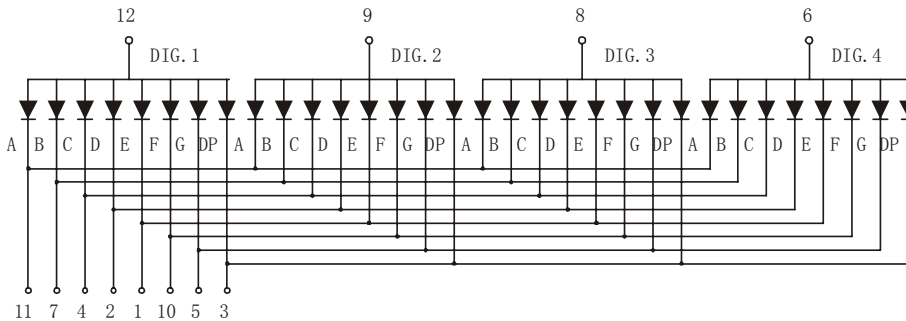 12 9 8 6
DIG.1 DIG.2 DIG.3 DIG.4
A B C D E F G DP A B C D E F G DP A B C D E F G DP A B C D E F G DP
11 7 4 2 1 10 5 3